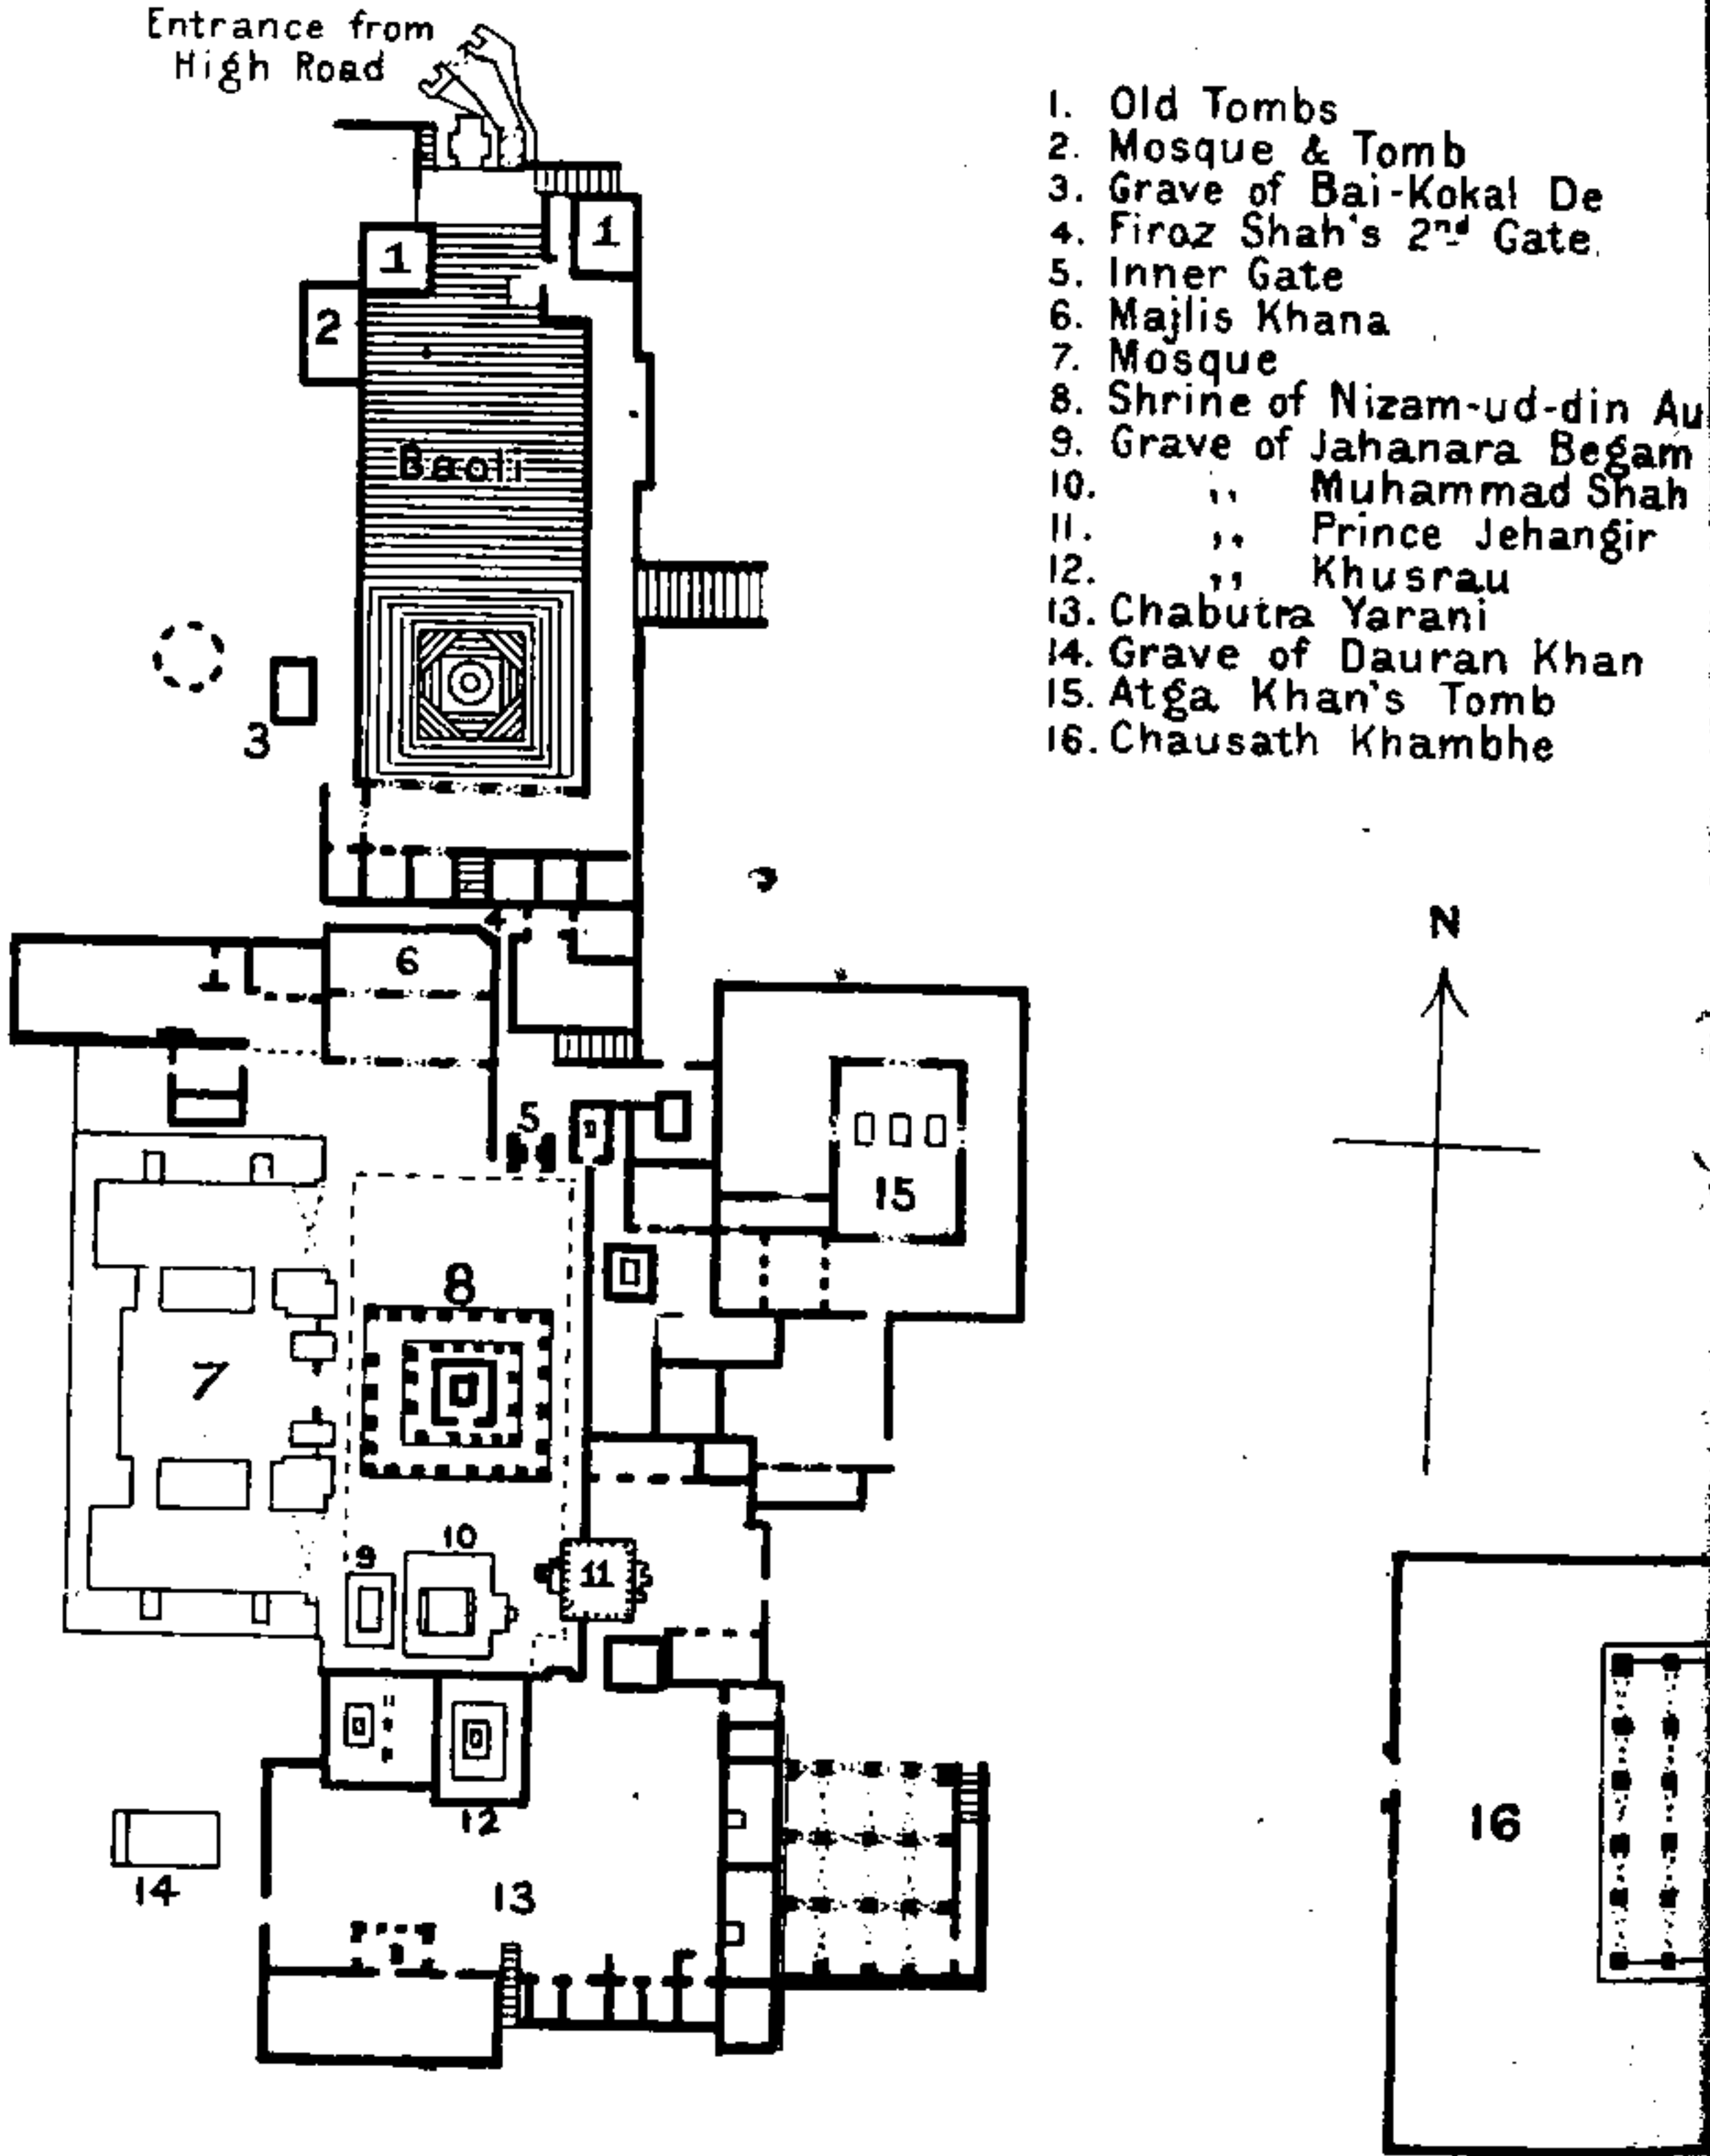 Entrance from
High Road
1. Old Tombs
2. Mosque & Tomb
3. Grave of Bai-Kokal De
4. Firoz Shah's 2nd Gate.
5. Inner Gate
6. Majlis Khana
7. Mosque
8. Shrine of Nizam-ud-din Au
9. Grave of Jahanara Begam
10. ,, Muhammad Shah
11. ,, Prince Jehangir
12. ,, Khusrau
13. Chabutra Yarani
14. Grave of Dauran Khan
15. Atga Khan's Tomb
16. Chausath Khambhe
1
1
2
Baoli
3
4
6
N
5
15
8
7
10
9
11
12
16
14
13